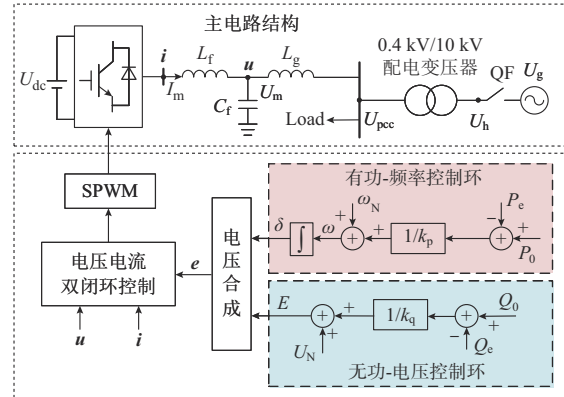 主电路结构
0.4 kV/10 kV
配电变压器
U_dc
i
I_m
L_f
u
L_g
C_f
U_m
Load
U_pcc
U_h
QF
U_g
SPWM
电压电流
双闭环控制
u
i
e
电压合成
有功-频率控制环
δ
∫
ω
+
ω_N
+
+
1/k_p
−
P_e
+
+
P_0
E
+
+
U_N
+
1/k_q
+
Q_0
+
−
Q_e
无功-电压控制环